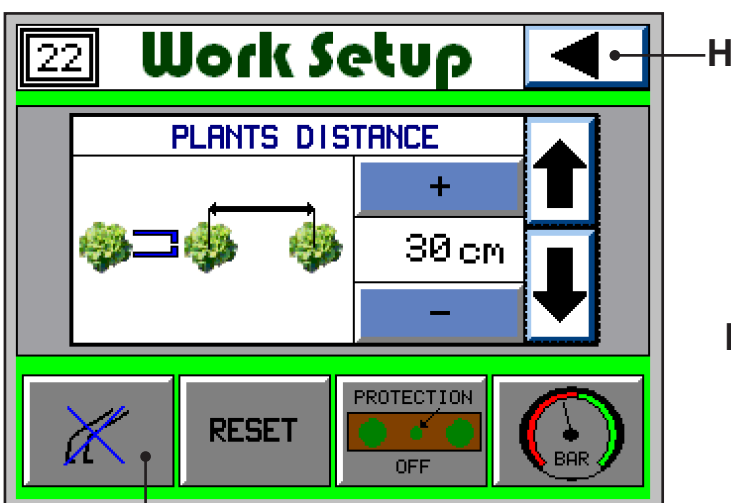 22 Work Setup H
PLANTS DISTANCE
+
30 cm
-
RESET
PROTECTION
OFF
BAR